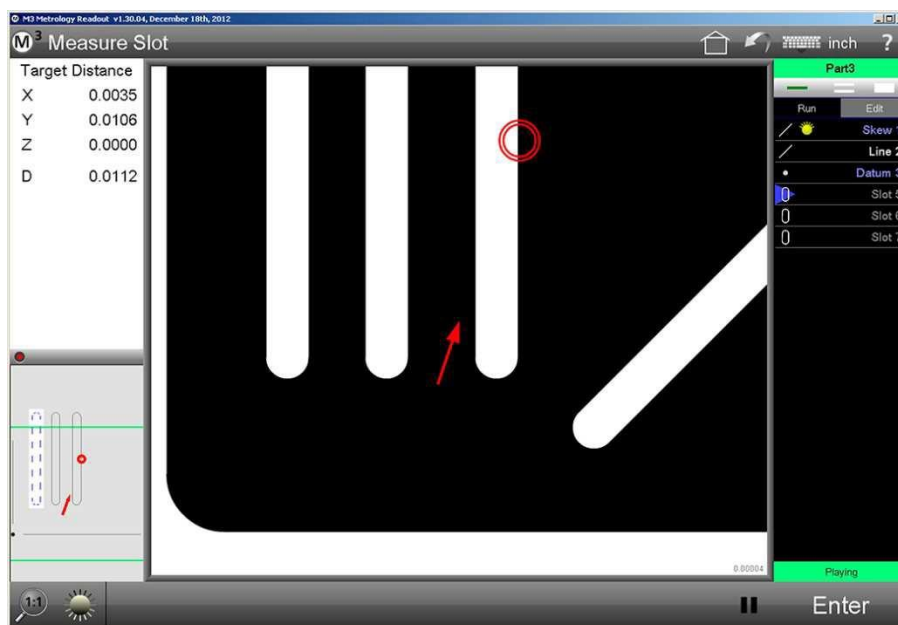 M3 Metrology Readout v1.30.04, December 18th, 2012
M3 Measure Slot
inch ?
Target Distance
X 0.0035
Y 0.0106
Z 0.0000
D 0.0112
Part3
Run Edit
Skew 1
Line 2
Datum 3
Slot 5
Slot 6
Slot 7
0.00004
Playing
1:1
Enter